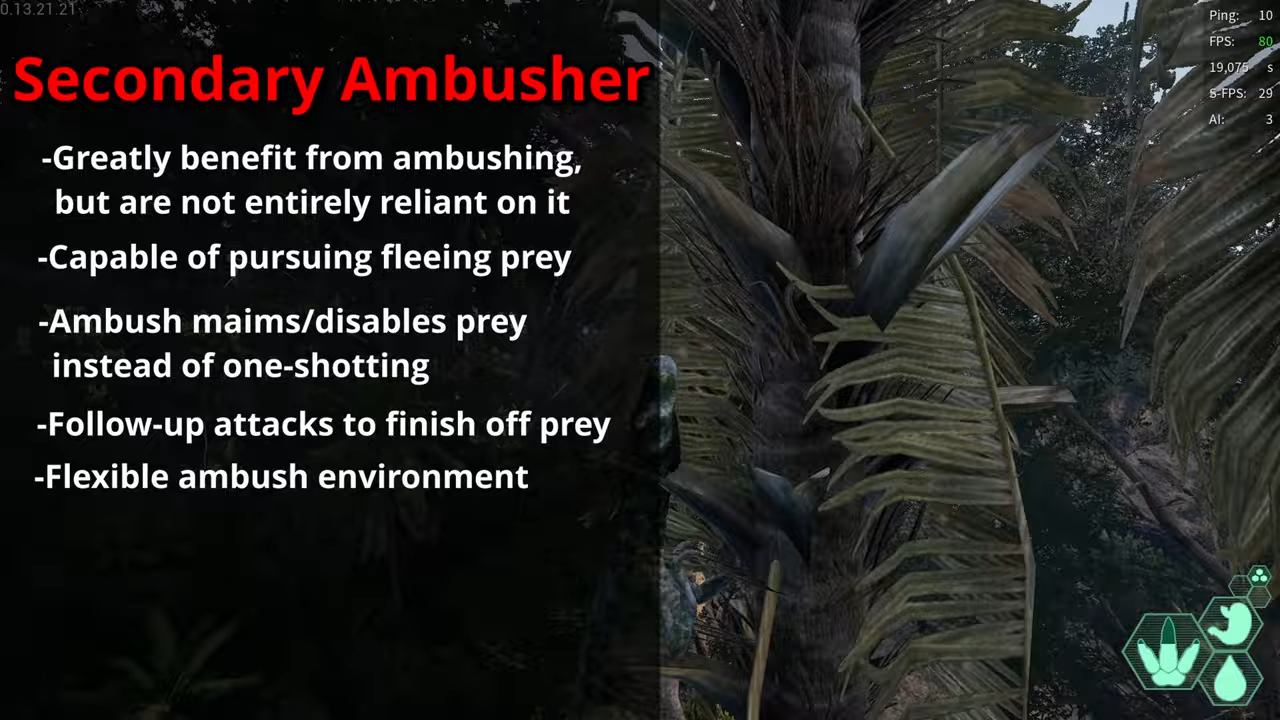 0.13.21.21
Ping: 10
FPS: 80
19,075 s
S-FPS: 29
AI: 3
Secondary Ambusher
-Greatly benefit from ambushing,
but are not entirely reliant on it
-Capable of pursuing fleeing prey
-Ambush maims/disables prey
instead of one-shotting
-Follow-up attacks to finish off prey
-Flexible ambush environment